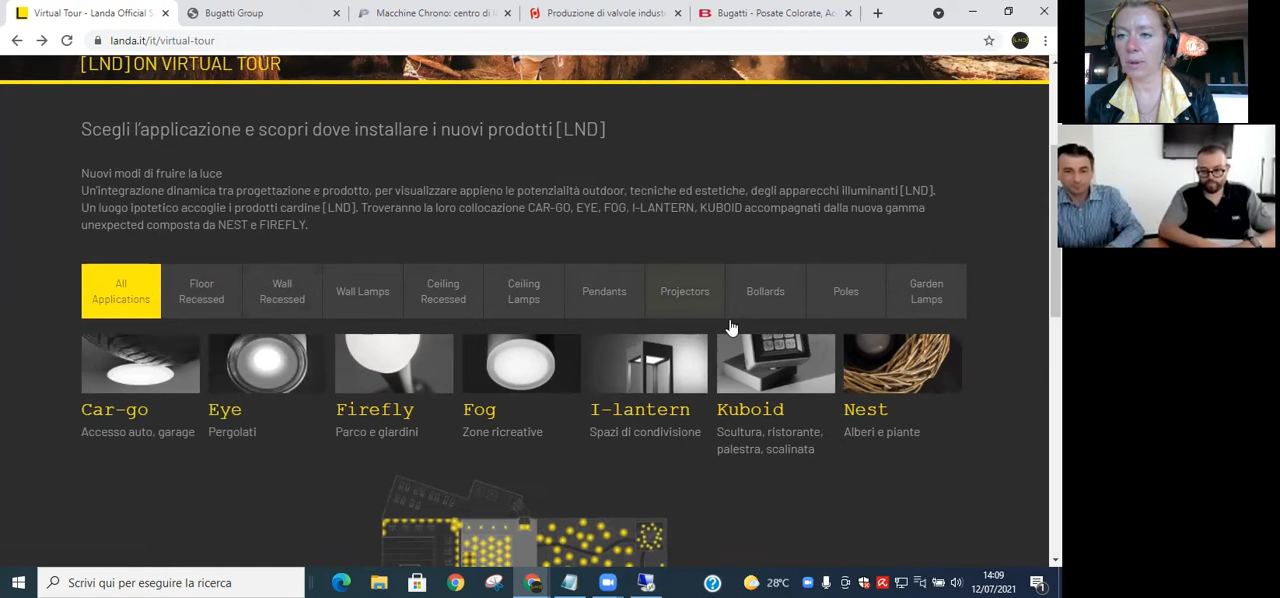 Virtual Tour - Landa Official S
Bugatti Group
Macchine Chronox: centro di l
Produzione di valvole indust
Bugatti - Posate Colorate, Ac
landa.it/it/virtual-tour
[LND]
[LND] ON VIRTUAL TOUR
Scegli l'applicazione e scopri dove installare i nuovi prodotti [LND]
Nuovi modi di fruire la luce
Un'integrazione dinamica tra progettazione e prodotto, per visualizzare appieno le potenzialità outdoor, tecniche ed estetiche, degli apparecchi illuminanti [LND].
Un luogo ipotetico accoglie i prodotti cardine [LND]. Troveranno la loro collocazione CAR-GO, EYE, FOG, I-LANTERN, KUBOID accompagnati dalla nuova gamma
unexpected composta da NEST e FIREFLY.
All Applications
Floor Recessed
Wall Recessed
Wall Lamps
Ceiling Recessed
Ceiling Lamps
Pendants
Projectors
Bollards
Poles
Garden Lamps
Car-go
Accesso auto, garage
Eye
Pergolati
Firefly
Parco e giardini
Fog
Zone ricreative
I-lantern
Spazi di condivisione
Kuboid
Scultura, ristorante,
palestra, scalinata
Nest
Alberi e piante
Scrivi qui per eseguire la ricerca
28°C
14:09
12/07/2021